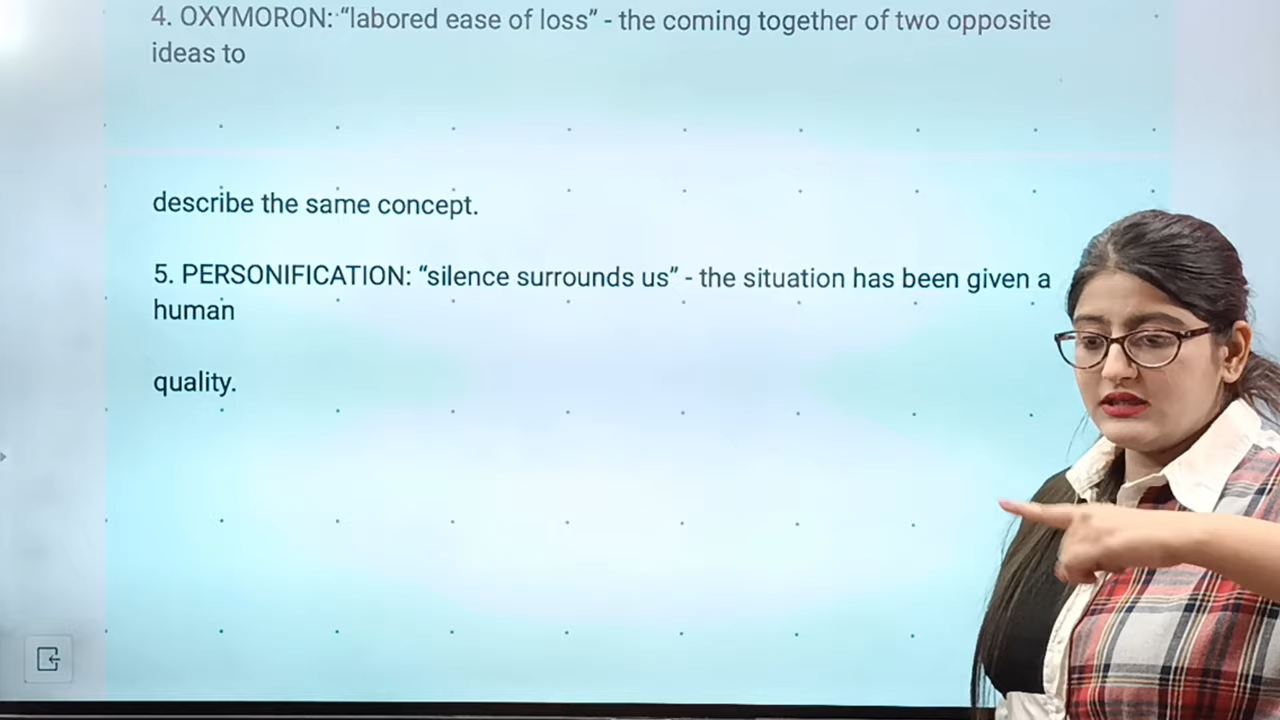 4. OXYMORON: “labored ease of loss” - the coming together of two opposite
ideas to
describe the same concept.
5. PERSONIFICATION: “silence surrounds us” - the situation has been given a
human
quality.